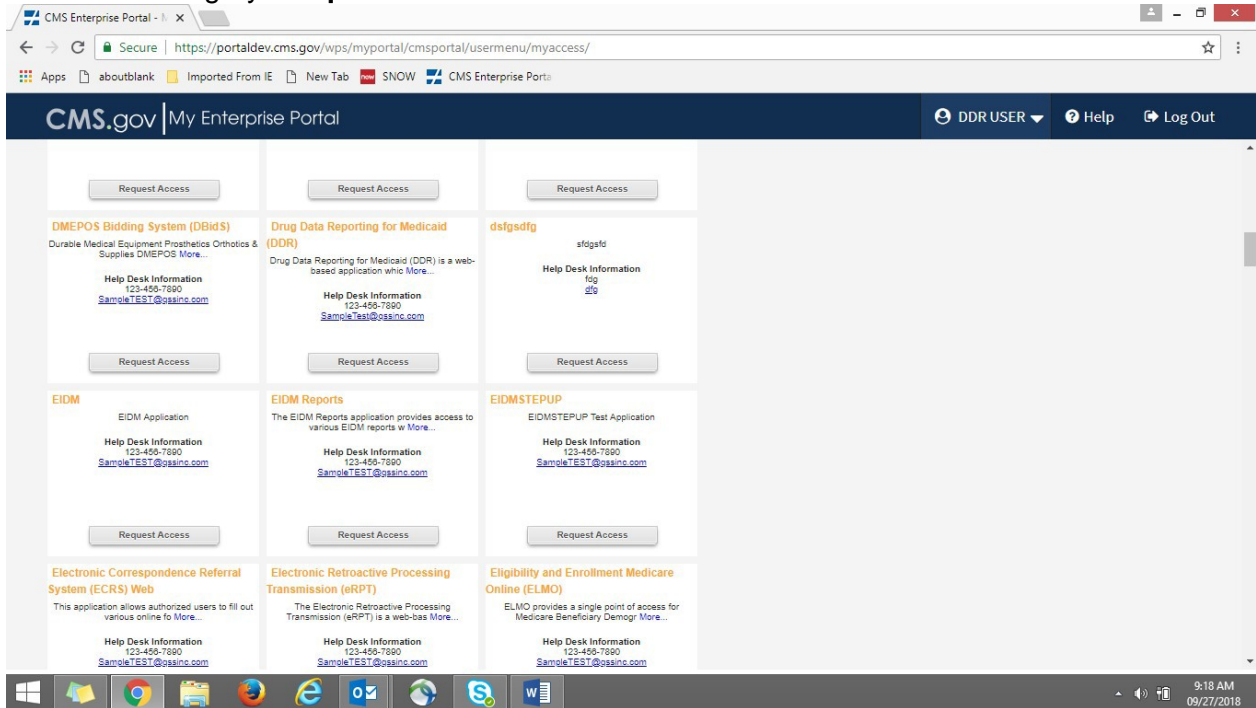 CMS Enterprise Portal - M
Secure | https://portaldev.cms.gov/wps/myportal/cmsportal/usermenu/myaccess/
Apps aboutblank Imported From IE New Tab now SNOW CMS Enterprise Porta
CMS.gov | My Enterprise Portal DDR USER Help Log Out
Request Access Request Access Request Access
DMEPOS Bidding System (DBidS)
Durable Medical Equipment Prosthetics Orthotics &
Supplies DMEPOS More...
Help Desk Information
123-456-7890
SampleTEST@qssinc.com
Request Access
Drug Data Reporting for Medicaid
(DDR)
Drug Data Reporting for Medicaid (DDR) is a web-
based application whic More...
Help Desk Information
123-456-7890
SampleTest@qssinc.com
Request Access
dsfgsdfg
sfdgsfd
Help Desk Information
fdg
dfg
Request Access
EIDM
EIDM Application
Help Desk Information
123-456-7890
SampleTEST@qssinc.com
Request Access
EIDM Reports
The EIDM Reports application provides access to
various EIDM reports w More...
Help Desk Information
123-456-7890
SampleTEST@qssinc.com
Request Access
EIDMSTEPUP
EIDMSTEPUP Test Application
Help Desk Information
123-456-7890
SampleTEST@qssinc.com
Request Access
Electronic Correspondence Referral
System (ECRS) Web
This application allows authorized users to fill out
various online fo More...
Help Desk Information
123-456-7890
SampleTEST@qssinc.com
Electronic Retroactive Processing
Transmission (eRPT)
The Electronic Retroactive Processing
Transmission (eRPT) is a web-bas More...
Help Desk Information
123-456-7890
SampleTEST@qssinc.com
Eligibility and Enrollment Medicare
Online (ELMO)
ELMO provides a single point of access for
Medicare Beneficiary Demogr More...
Help Desk Information
123-456-7890
SampleTEST@qssinc.com
9:18 AM
09/27/2018